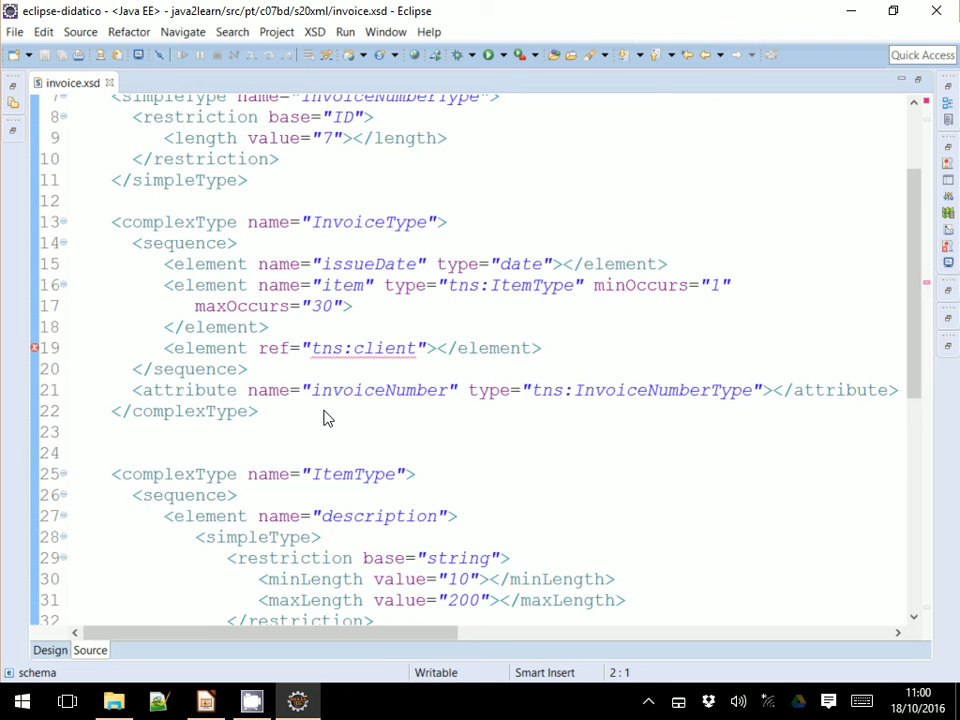 eclipse-didatico - <Java EE> - java2learn/src/pt/c07bd/s20xml/invoice.xsd - Eclipse
File Edit Source Refactor Navigate Search Project XSD Run Window Help
Quick Access
invoice.xsd
7 <simpleType name="InvoiceNumberType">
8 <restriction base="ID">
9 <length value="7"></length>
10 </restriction>
11 </simpleType>
12
13 <complexType name="InvoiceType">
14 <sequence>
15 <element name="issueDate" type="date"></element>
16 <element name="item" type="tns:ItemType" minOccurs="1"
17 maxOccurs="30">
18 </element>
19 <element ref="tns:client"></element>
20 </sequence>
21 <attribute name="invoiceNumber" type="tns:InvoiceNumberType"></attribute>
22 </complexType>
23
24
25 <complexType name="ItemType">
26 <sequence>
27 <element name="description">
28 <simpleType>
29 <restriction base="string">
30 <minLength value="10"></minLength>
31 <maxLength value="200"></maxLength>
32 </restriction>
Design Source
schema Writable Smart Insert 2 : 1
11:00
18/10/2016